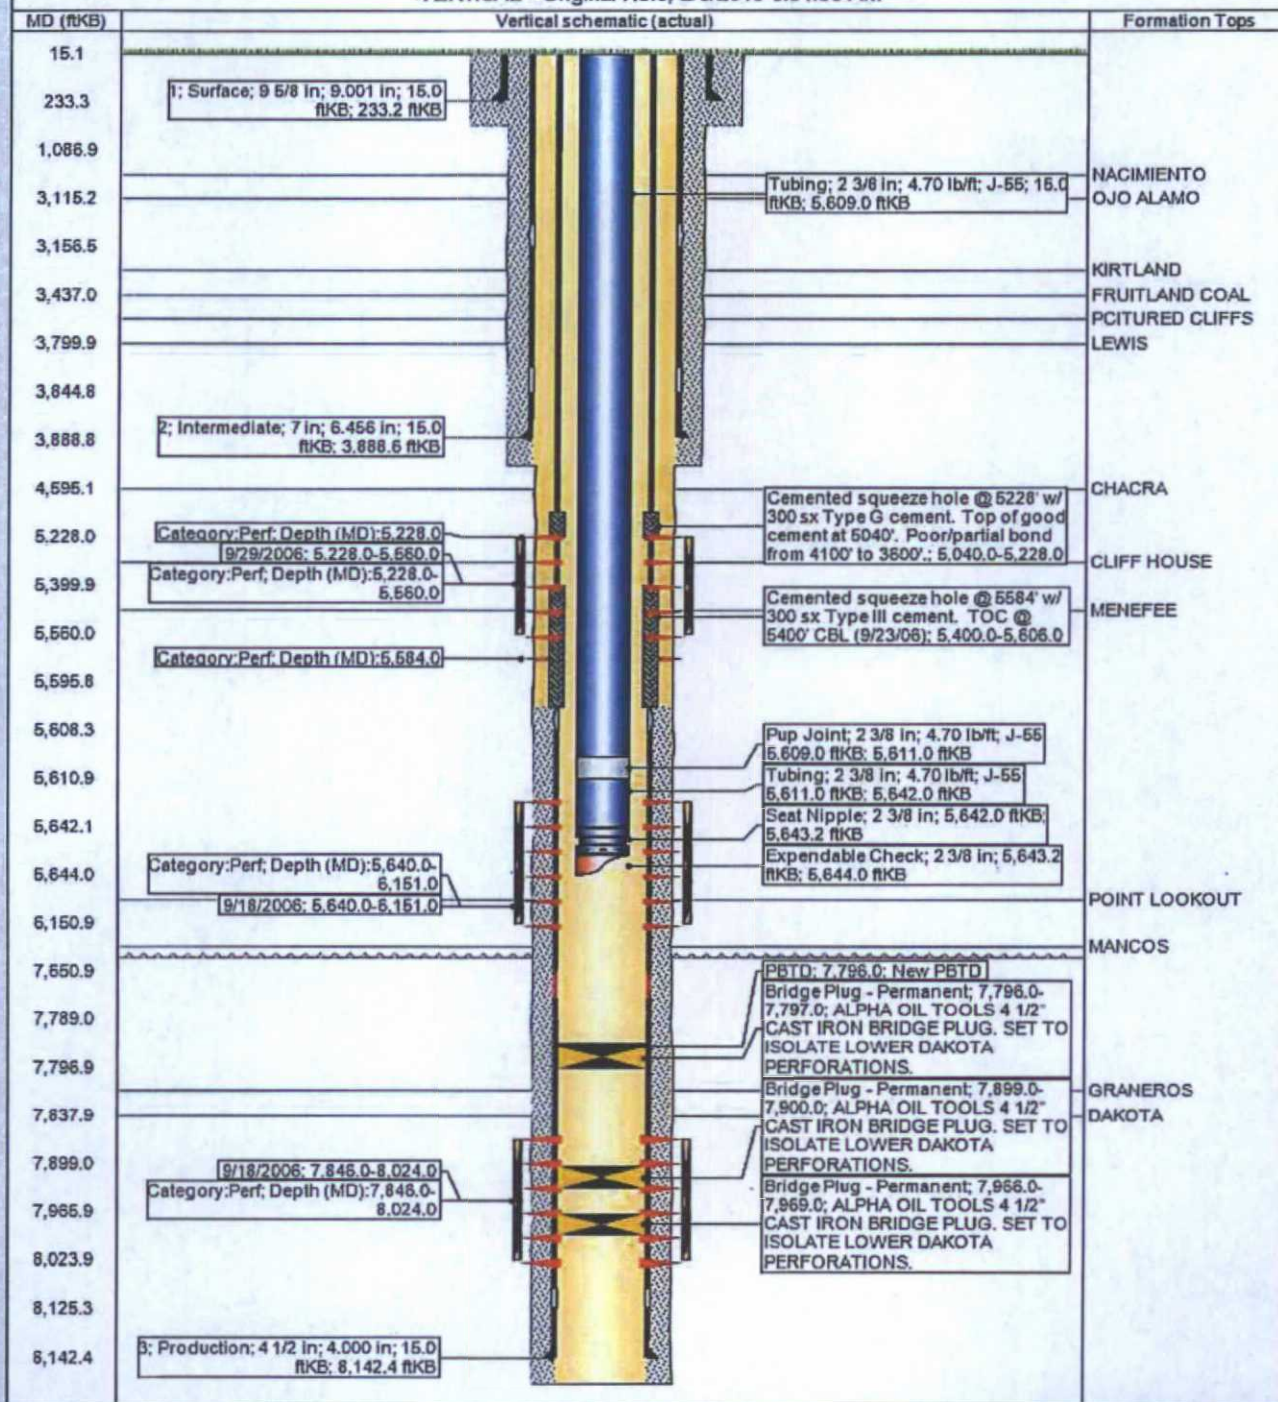 MD (ftKB)
Vertical schematic (actual)
Formation Tops
15.1
233.3
1,086.9
3,115.2
3,156.5
3,437.0
3,799.9
3,844.8
3,888.8
4,595.1
5,228.0
5,399.9
5,560.0
5,595.8
5,608.3
5,610.9
5,642.1
5,644.0
6,150.9
7,650.9
7,789.0
7,796.9
7,837.9
7,899.0
7,965.9
8,023.9
8,125.3
8,142.4
1; Surface; 9 5/8 in; 9.001 in; 15.0
ftKB; 233.2 ftKB
2; Intermediate; 7 in; 6.456 in; 15.0
ftKB; 3,888.6 ftKB
Category:Perf; Depth (MD):5,228.0
9/29/2006; 5,228.0-5,560.0
Category:Perf; Depth (MD):5,228.0-
5,560.0
Category:Perf; Depth (MD):5,584.0
Category:Perf; Depth (MD):5,640.0-
6,151.0
9/18/2006; 5,640.0-6,151.0
9/18/2006; 7,846.0-8,024.0
Category:Perf; Depth (MD):7,846.0-
8,024.0
3; Production; 4 1/2 in; 4.000 in; 15.0
ftKB; 8,142.4 ftKB
Tubing; 2 3/8 in; 4.70 lb/ft; J-55; 15.0
ftKB; 5,609.0 ftKB
Cemented squeeze hole @ 5228' w/
300 sx Type G cement. Top of good
cement at 5040'. Poor/partial bond
from 4100' to 3600'.; 5,040.0-5,228.0
Cemented squeeze hole @ 5584' w/
300 sx Type III cement. TOC @
5400' CBL (9/23/06); 5,400.0-5,606.0
Pup Joint; 2 3/8 in; 4.70 lb/ft; J-55
5,609.0 ftKB; 5,611.0 ftKB
Tubing; 2 3/8 in; 4.70 lb/ft; J-55
5,611.0 ftKB; 5,642.0 ftKB
Seat Nipple; 2 3/8 in; 5,642.0 ftKB;
5,643.2 ftKB
Expendable Check; 2 3/8 in; 5,643.2
ftKB; 5,644.0 ftKB
PBTD; 7,796.0; New PBTD
Bridge Plug - Permanent; 7,796.0-
7,797.0; ALPHA OIL TOOLS 4 1/2"
CAST IRON BRIDGE PLUG. SET TO
ISOLATE LOWER DAKOTA
PERFORATIONS.
Bridge Plug - Permanent; 7,899.0-
7,900.0; ALPHA OIL TOOLS 4 1/2"
CAST IRON BRIDGE PLUG. SET TO
ISOLATE LOWER DAKOTA
PERFORATIONS.
Bridge Plug - Permanent; 7,966.0-
7,969.0; ALPHA OIL TOOLS 4 1/2"
CAST IRON BRIDGE PLUG. SET TO
ISOLATE LOWER DAKOTA
PERFORATIONS.
NACIMIENTO
OJO ALAMO
KIRTLAND
FRUITLAND COAL
PCITURED CLIFFS
LEWIS
CHACRA
CLIFF HOUSE
MENEFEE
POINT LOOKOUT
MANCOS
GRANEROS
DAKOTA